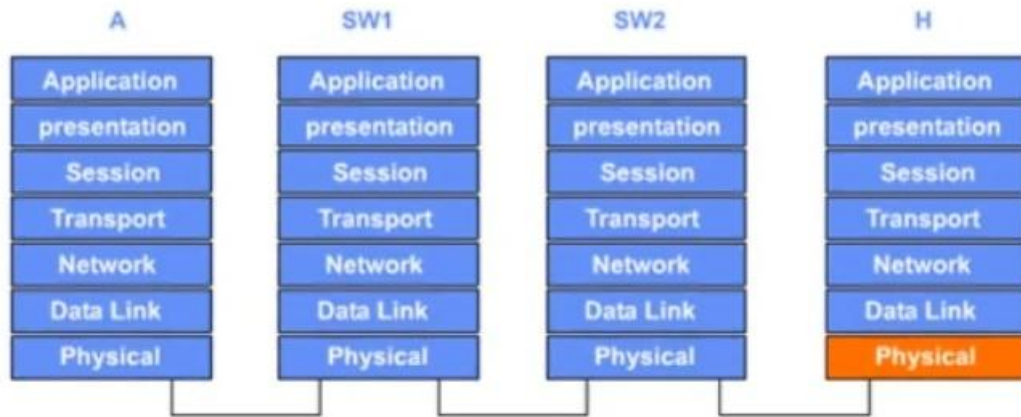 A SW1 SW2 H
Application Application Application Application
presentation presentation presentation presentation
Session Session Session Session
Transport Transport Transport Transport
Network Network Network Network
Data Link Data Link Data Link Data Link
Physical Physical Physical Physical